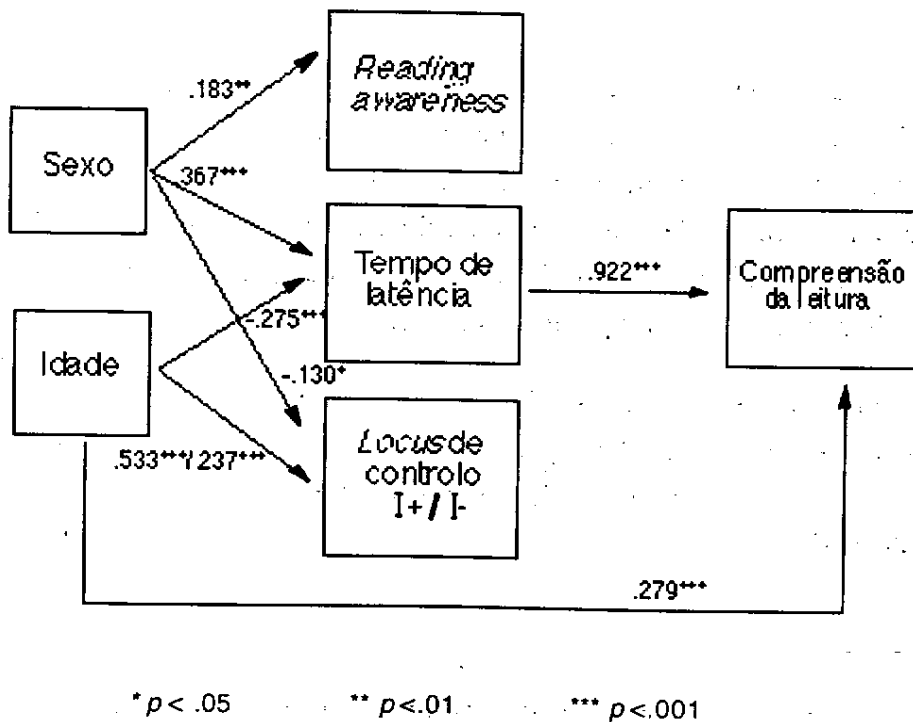 Reading
awareness
.183**
Sexo
.367***
Tempo de
latência
.922***
Compreensão
da leitura
-.275***
Idade
-.130*
Locus de
controlo
I+ / I-
.533***/.237***
.279***
* p < .05 ** p <.01 *** p <.001